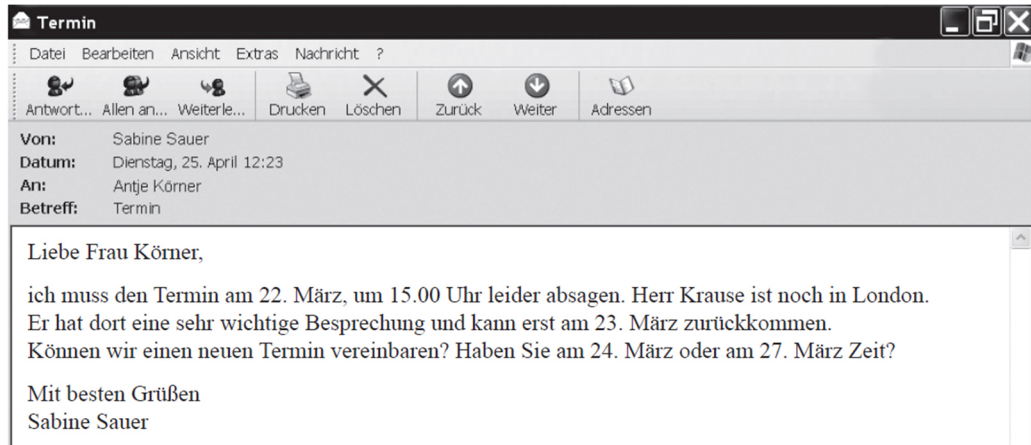 Termin
Datei Bearbeiten Ansicht Extras Nachricht ?
Antwort... Allen an... Weiterle... Drucken Löschen Zurück Weiter Adressen
Von: Sabine Sauer
Datum: Dienstag, 25. April 12:23
An: Antje Körner
Betreff: Termin
Liebe Frau Körner,
ich muss den Termin am 22. März, um 15.00 Uhr leider absagen. Herr Krause ist noch in London.
Er hat dort eine sehr wichtige Besprechung und kann erst am 23. März zurückkommen.
Können wir einen neuen Termin vereinbaren? Haben Sie am 24. März oder am 27. März Zeit?
Mit besten Grüßen
Sabine Sauer